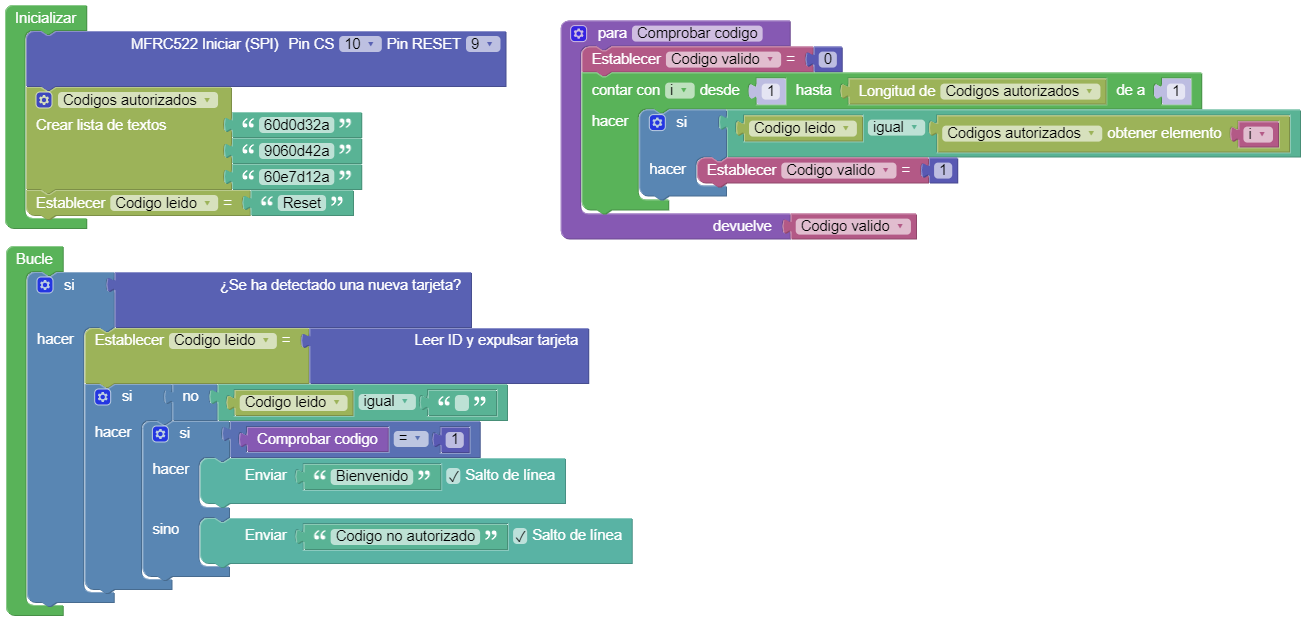 Inicializar
MFRC522 Iniciar (SPI) Pin CS 10 Pin RESET 9
Codigos autorizados
Crear lista de textos “ 60d0d32a ”
“ 9060d42a ”
“ 60e7d12a ”
Establecer Codigo leido = “ Reset ”
para Comprobar codigo
Establecer Codigo valido = 0
contar con i desde 1 hasta Longitud de Codigos autorizados de a 1
hacer si Codigo leido igual Codigos autorizados obtener elemento i
hacer Establecer Codigo valido = 1
devuelve Codigo valido
Bucle
si ¿Se ha detectado una nueva tarjeta?
hacer Establecer Codigo leido = Leer ID y expulsar tarjeta
si no Codigo leido igual “ ”
hacer si Comprobar codigo = 1
hacer Enviar “ Bienvenido ” ✓ Salto de línea
sino Enviar “ Codigo no autorizado ” ✓ Salto de línea